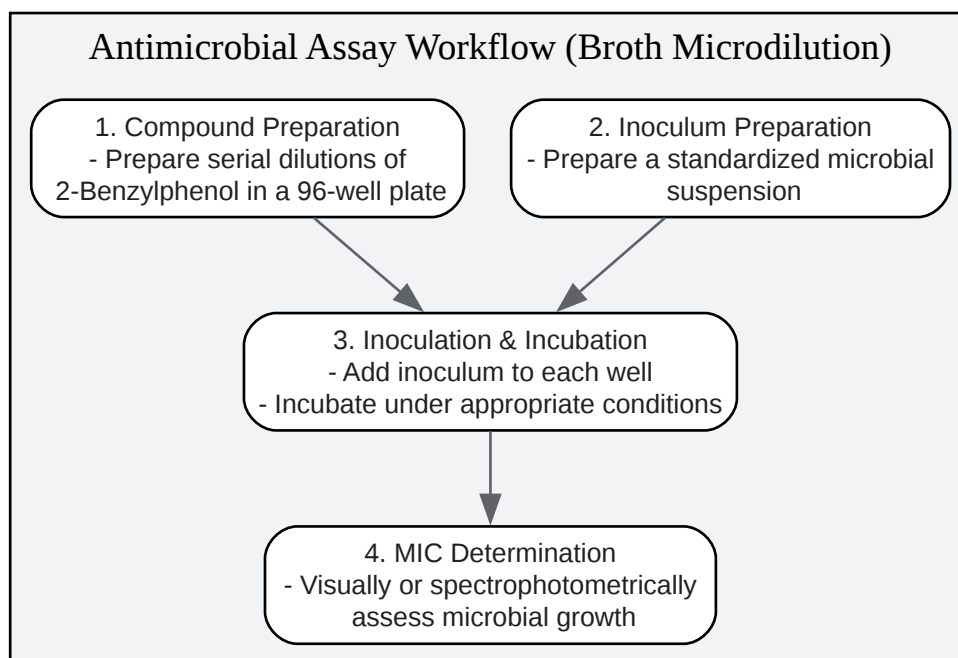 Antimicrobial Assay Workflow (Broth Microdilution)
1. Compound Preparation
- Prepare serial dilutions of
2-Benzylphenol in a 96-well plate
2. Inoculum Preparation
- Prepare a standardized microbial
suspension
3. Inoculation & Incubation
- Add inoculum to each well
- Incubate under appropriate conditions
4. MIC Determination
- Visually or spectrophotometrically
assess microbial growth